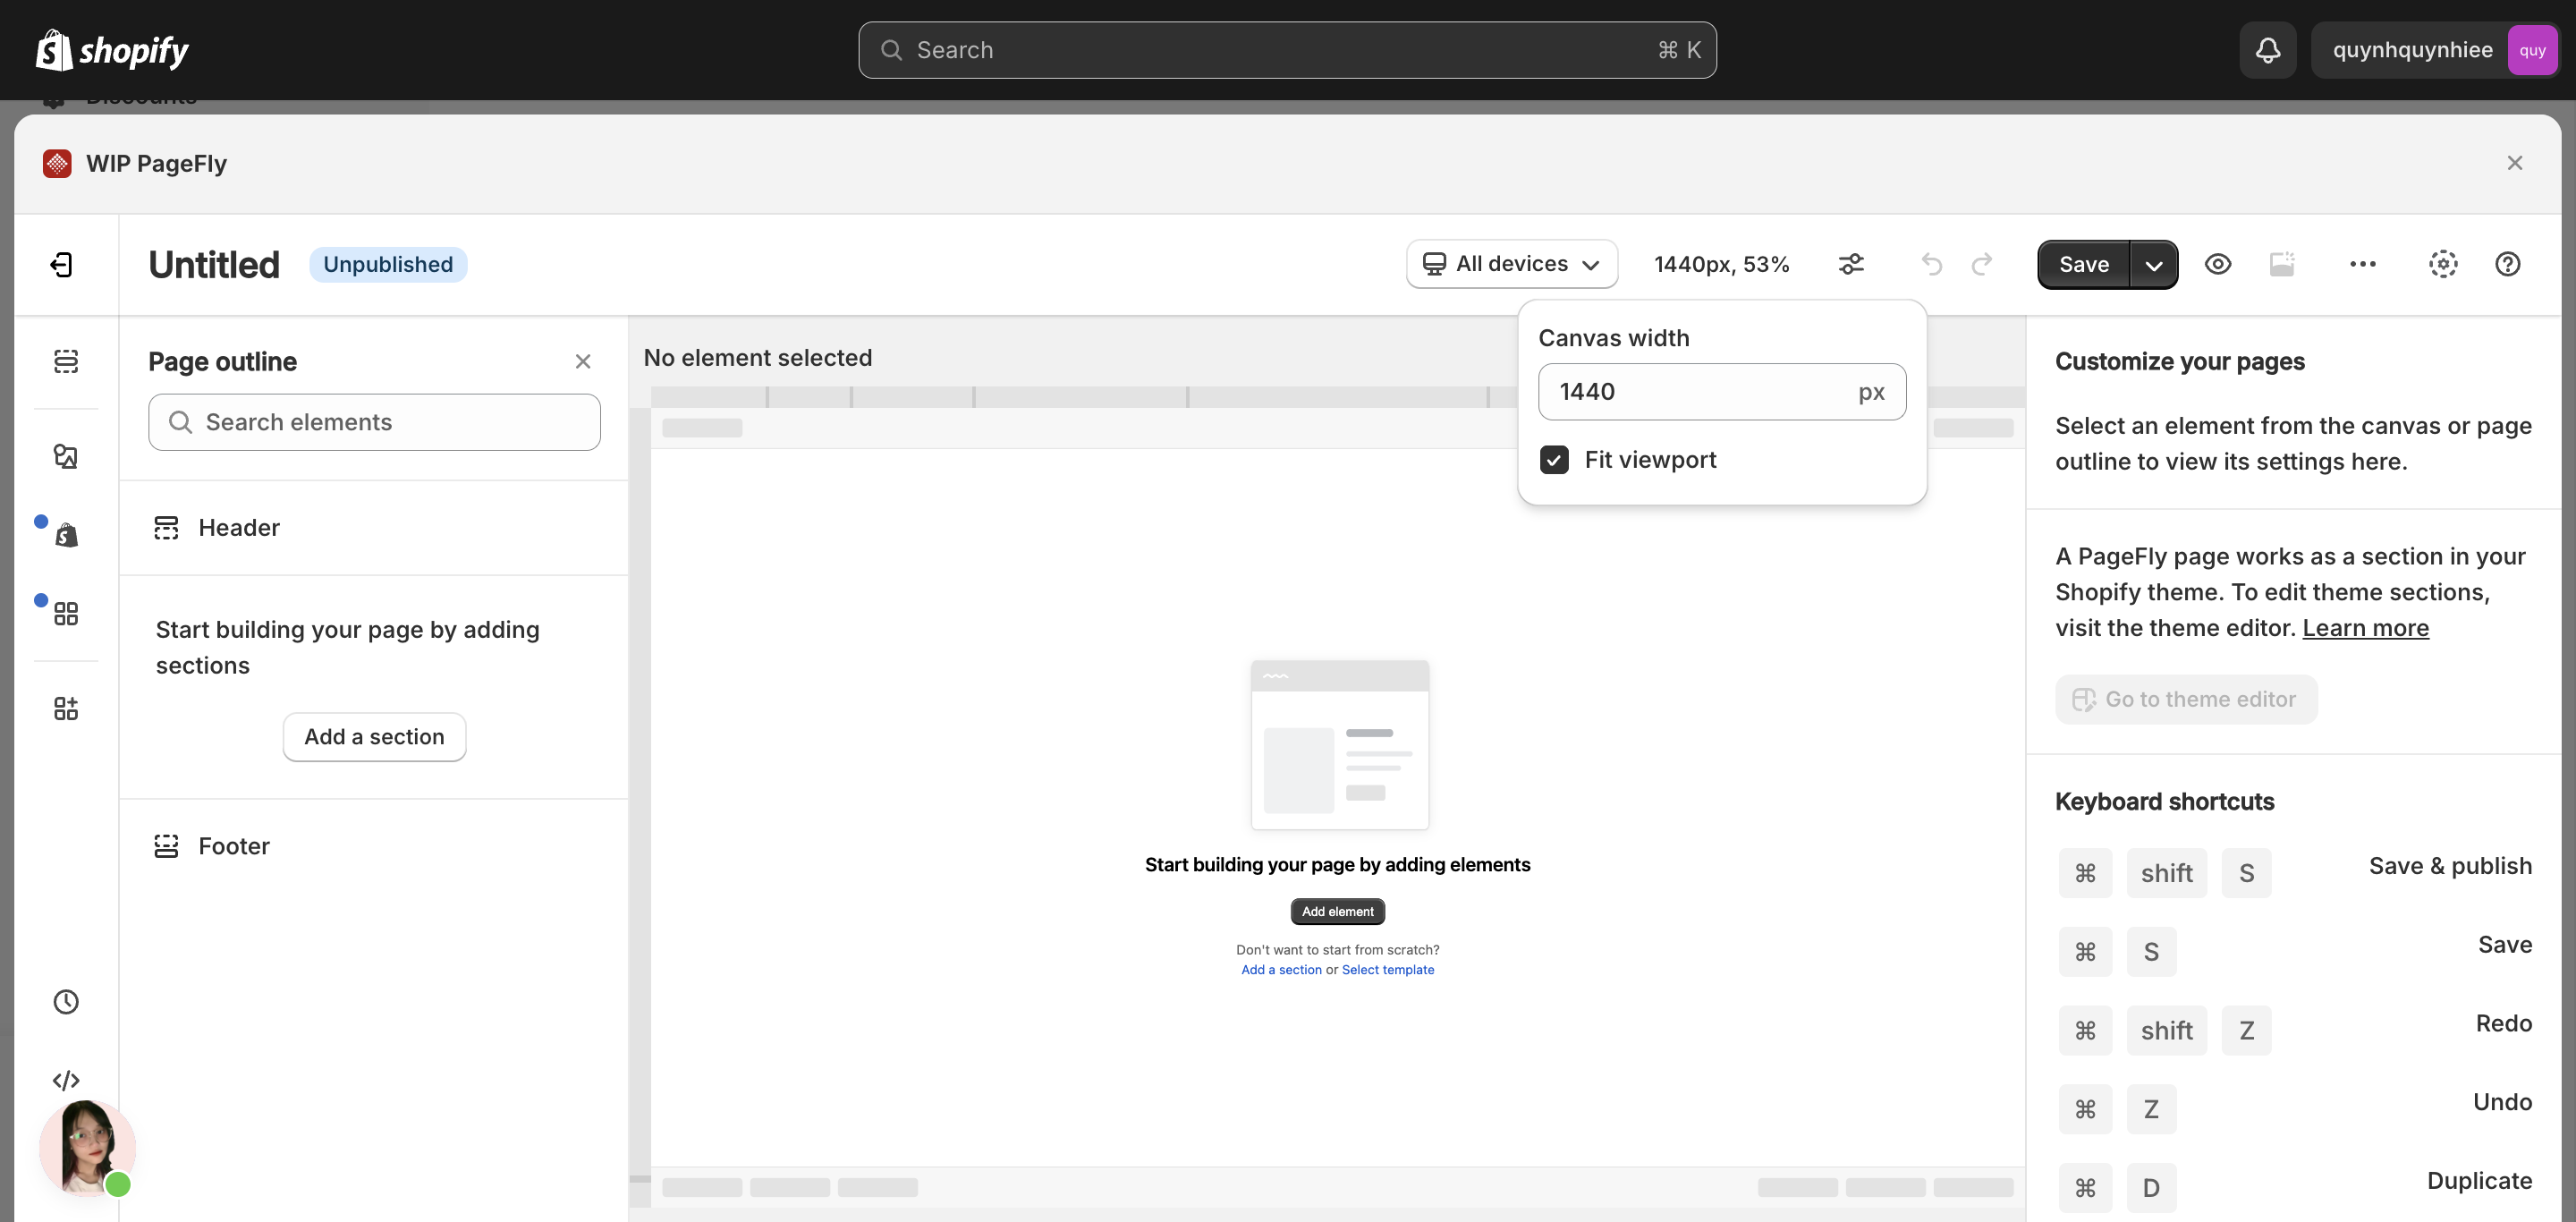 shopify
Search
⌘ K
quynhquynhiee
quy
Discounts
WIP PageFly
Untitled
Unpublished
All devices
1440px, 53%
Save
Page outline
Search elements
Header
Start building your page by adding
sections
Add a section
Footer
No element selected
Canvas width
1440
px
Fit viewport
Start building your page by adding elements
Add element
Don't want to start from scratch?
Add a section or Select template
Customize your pages
Select an element from the canvas or page
outline to view its settings here.
A PageFly page works as a section in your
Shopify theme. To edit theme sections,
visit the theme editor. Learn more
Go to theme editor
Keyboard shortcuts
⌘ shift S Save & publish
⌘ S Save
⌘ shift Z Redo
⌘ Z Undo
⌘ D Duplicate